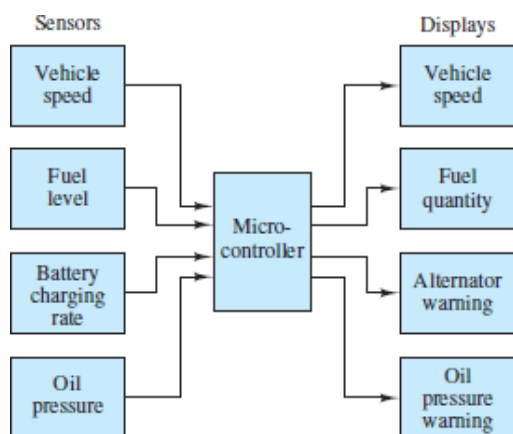 Sensors
Displays
Vehicle
speed
Vehicle
speed
Fuel
level
Fuel
quantity
Micro-
controller
Battery
charging
rate
Alternator
warning
Oil
pressure
Oil
pressure
warning